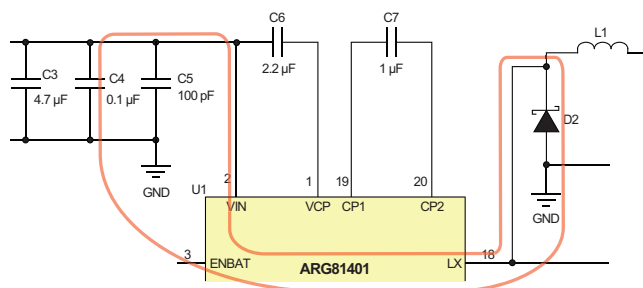 C3
4.7 µF
C4
0.1 µF
C5
100 pF
C6
2.2 µF
C7
1 µF
L1
D2
GND
GND
U1
2
1
19
20
VIN
VCP
CP1
CP2
3
ENBAT
ARG81401
LX
18